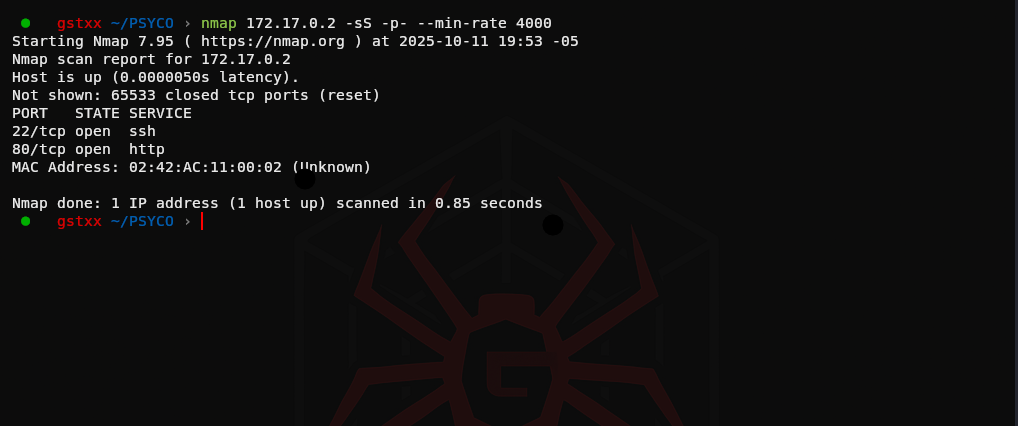 gstxx ~/PSYCO › nmap 172.17.0.2 -sS -p- --min-rate 4000
Starting Nmap 7.95 ( https://nmap.org ) at 2025-10-11 19:53 -05
Nmap scan report for 172.17.0.2
Host is up (0.0000050s latency).
Not shown: 65533 closed tcp ports (reset)
PORT   STATE SERVICE
22/tcp open  ssh
80/tcp open  http
MAC Address: 02:42:AC:11:00:02 (Unknown)
Nmap done: 1 IP address (1 host up) scanned in 0.85 seconds
gstxx ~/PSYCO ›
G